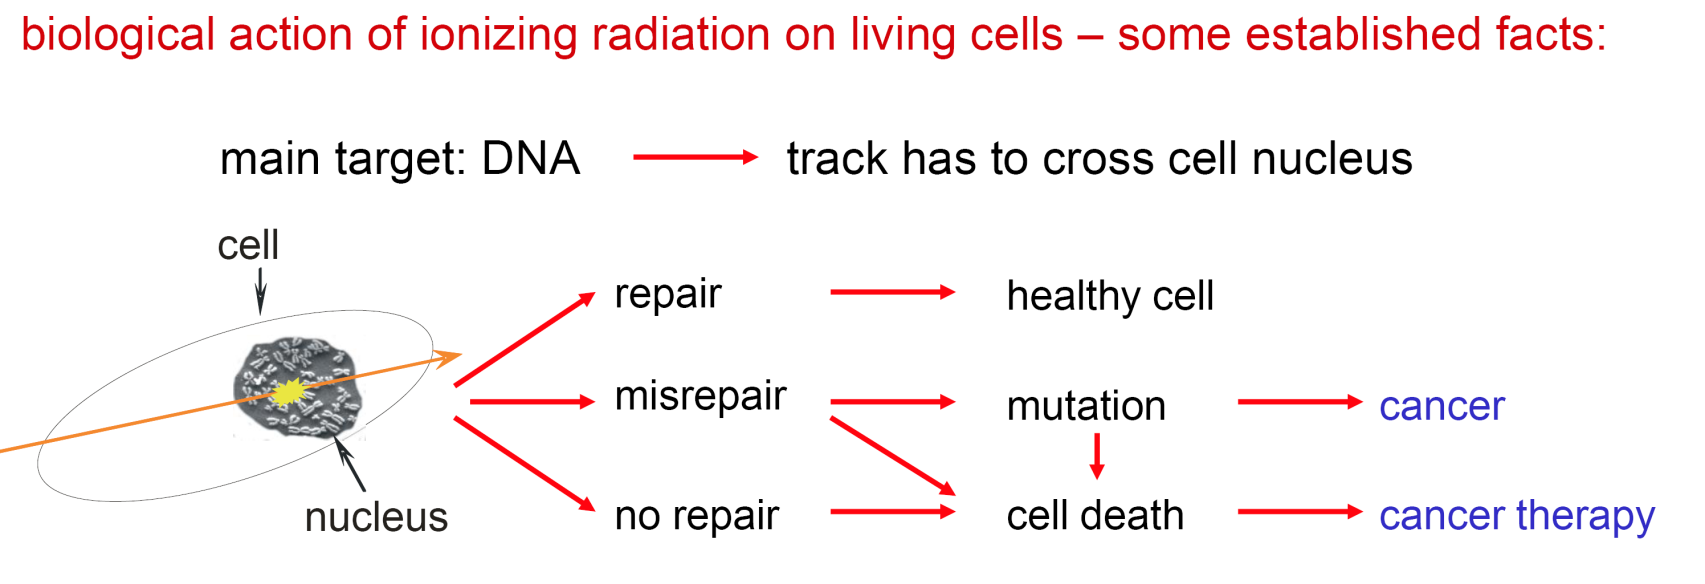 biological action of ionizing radiation on living cells – some established facts:
main target: DNA
track has to cross cell nucleus
cell
nucleus
repair
healthy cell
misrepair
mutation
cancer
no repair
cell death
cancer therapy